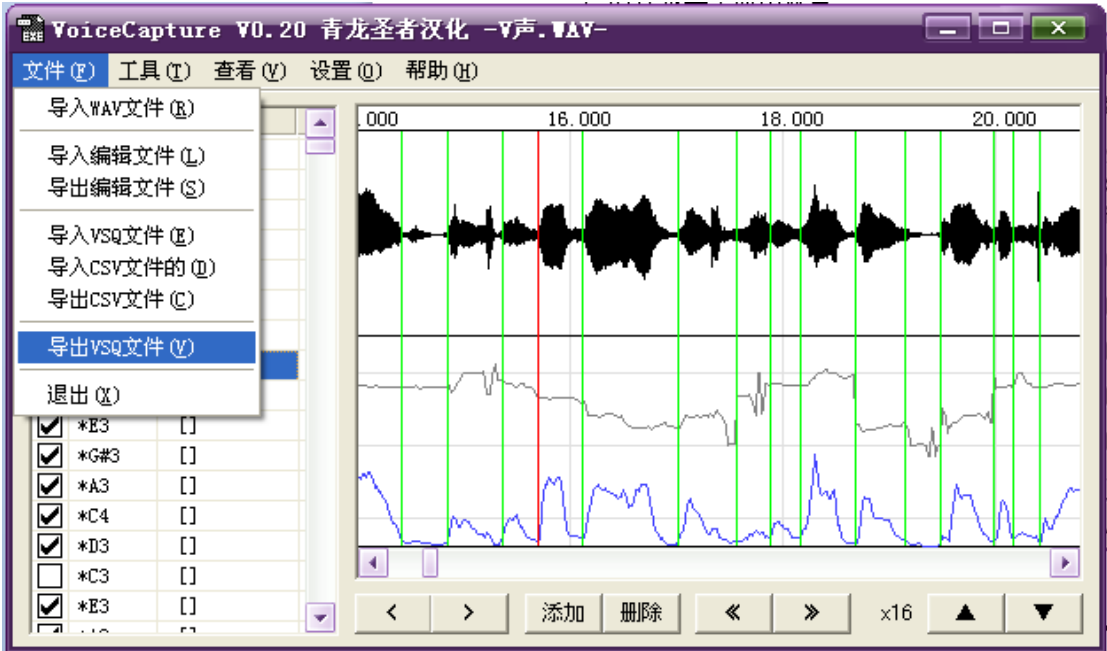 VoiceCapture V0.20 青龙圣者汉化 -V声.WAV-
文件(F) 工具(T) 查看(V) 设置(O) 帮助(H)
导入WAV文件(R)
导入编辑文件(L)
导出编辑文件(S)
导入VSQ文件(E)
导入CSV文件的(D)
导出CSV文件(C)
导出VSQ文件(V)
退出(X)
.000 16.000 18.000 20.000
*E3 []
*G#3 []
*A3 []
*C4 []
*D3 []
*C3 []
*E3 []
< > 添加 删除 « » x16 ▲ ▼